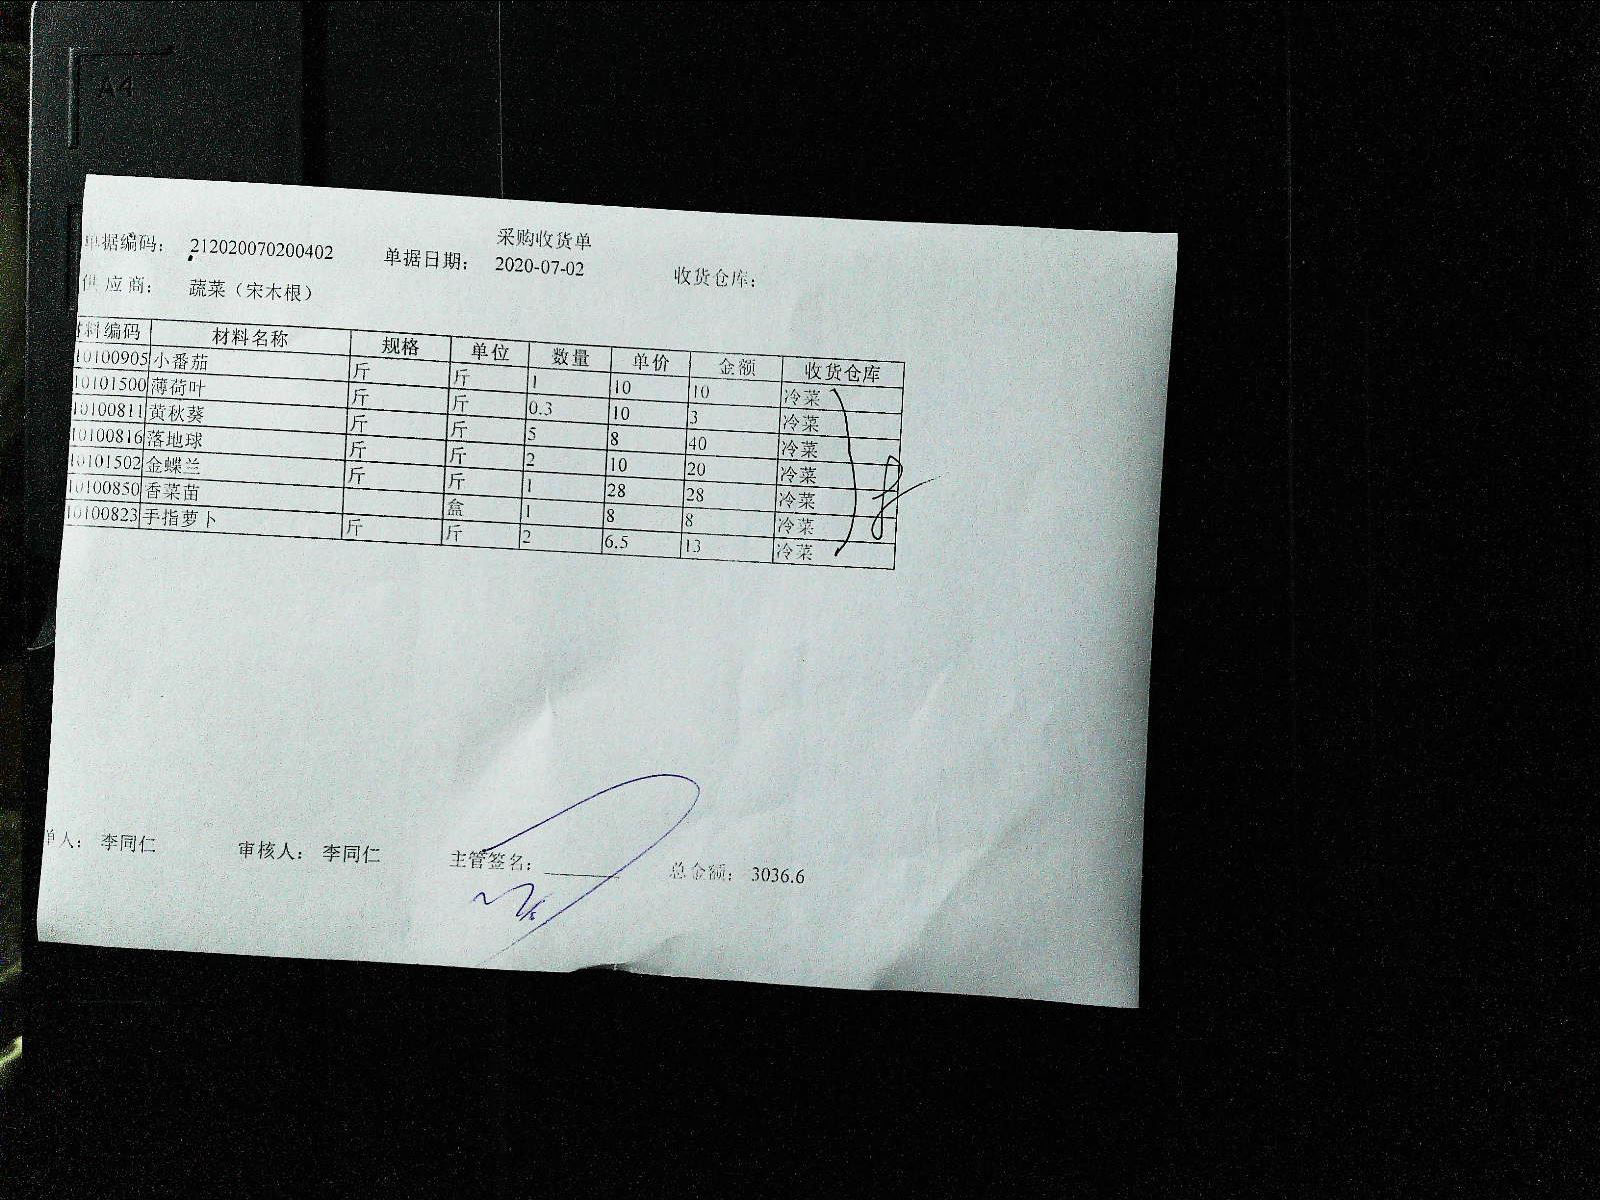 A4
采购收货单
单据编码： 212020070200402 单据日期： 2020-07-02 收货仓库：
供 应 商： 蔬菜（宋木根）
材料编码 材料名称 规格 单位 数量 单价 金额 收货仓库
10100905 小番茄 斤 斤 1 10 10 冷菜
10101500 薄荷叶 斤 斤 0.3 10 3 冷菜
10100811 黄秋葵 斤 斤 5 8 40 冷菜
10100816 落地球 斤 斤 2 10 20 冷菜
10101502 金蝶兰 斤 斤 1 28 28 冷菜
10100850 香菜苗 盒 1 8 8 冷菜
10100823 手指萝卜 斤 斤 2 6.5 13 冷菜
单人： 李同仁 审核人： 李同仁 主管签名： 总金额： 3036.6